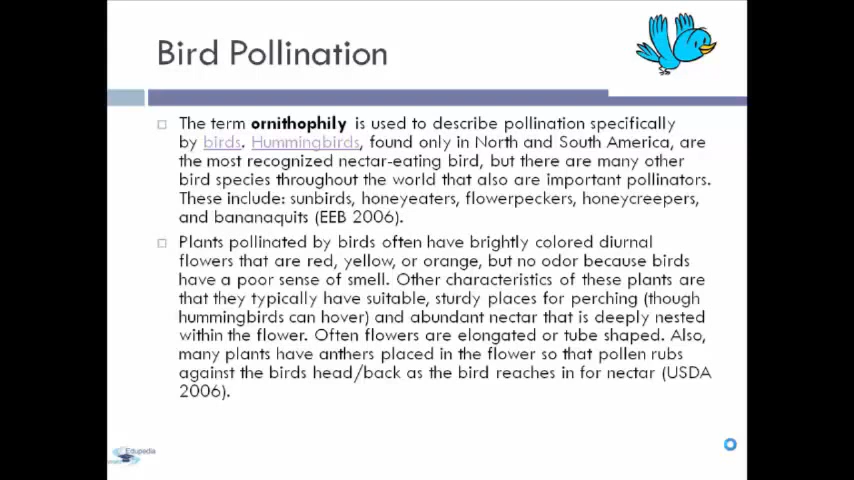 Bird Pollination
The term ornithophily is used to describe pollination specifically
by birds. Hummingbirds, found only in North and South America, are
the most recognized nectar-eating bird, but there are many other
bird species throughout the world that also are important pollinators.
These include: sunbirds, honeyeaters, flowerpeckers, honeycreepers,
and bananaquits (EEB 2006).
Plants pollinated by birds often have brightly colored diurnal
flowers that are red, yellow, or orange, but no odor because birds
have a poor sense of smell. Other characteristics of these plants are
that they typically have suitable, sturdy places for perching (though
hummingbirds can hover) and abundant nectar that is deeply nested
within the flower. Often flowers are elongated or tube shaped. Also,
many plants have anthers placed in the flower so that pollen rubs
against the birds head/back as the bird reaches in for nectar (USDA
2006).
Edupedia